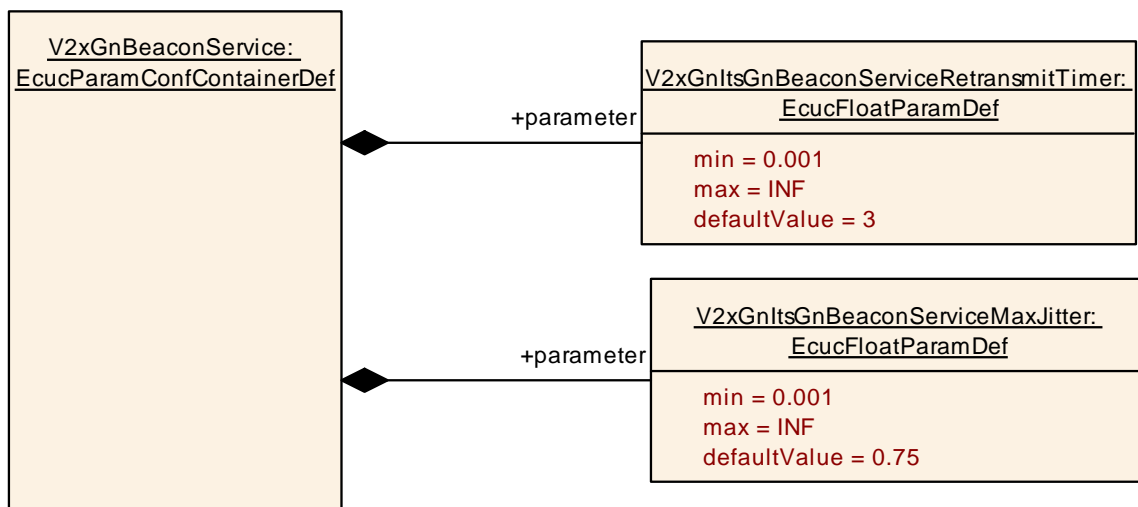 V2xGnBeaconService:
EcucParamConfContainerDef
+parameter
V2xGnItsGnBeaconServiceRetransmitTimer:
EcucFloatParamDef
min = 0.001
max = INF
defaultValue = 3
+parameter
V2xGnItsGnBeaconServiceMaxJitter:
EcucFloatParamDef
min = 0.001
max = INF
defaultValue = 0.75